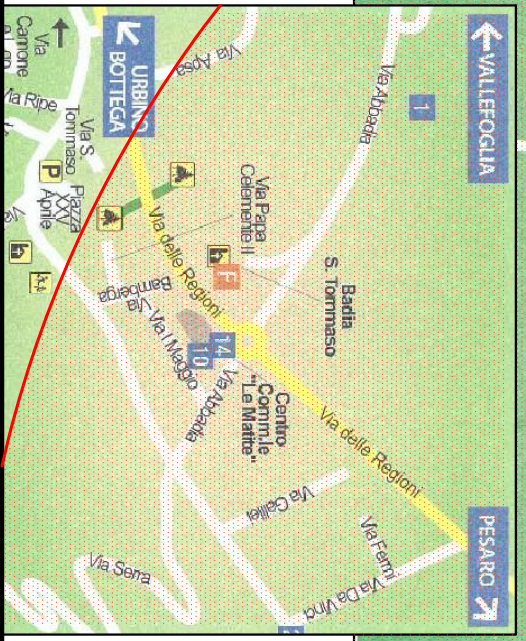 ← VALLEFOGLIA
URBINO
BOTTEGA
PESARO
Via Apsa
Via Abbadia
1
Via Ripe
Via S.
Tommaso
Piazza
XXV
Aprile
P
Via Papa
Celemente II
Badia
S. Tommaso
F
Via delle Regioni
Via
Bamberga
Via I Maggio
14
10
Centro
Comm.le
"Le Matite"
Via Abbadia
Via delle Regioni
Via Galilei
Via Fermi
Via Da Vinci
Via Serra